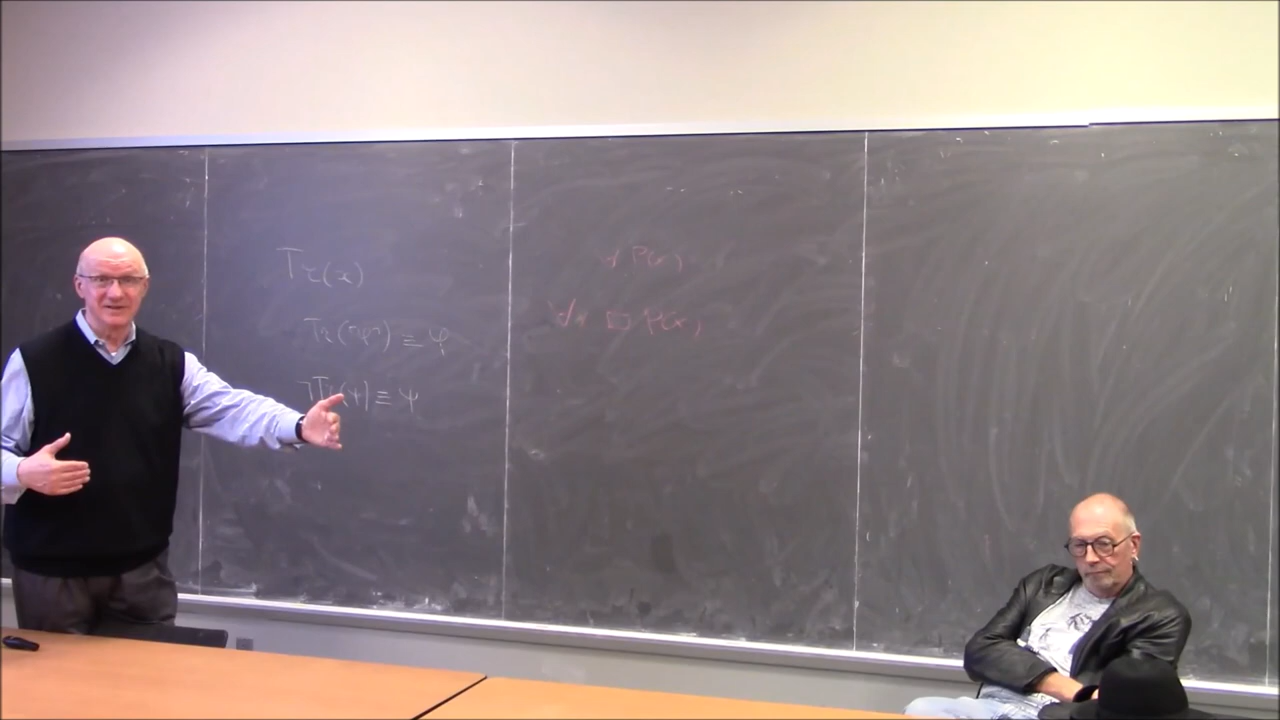 Tr(x)
Tr(⌜φ⌝) ≡ φ
¬Tr(ψ) ≡ ψ
∀ P(x)
∀x □ P(x)